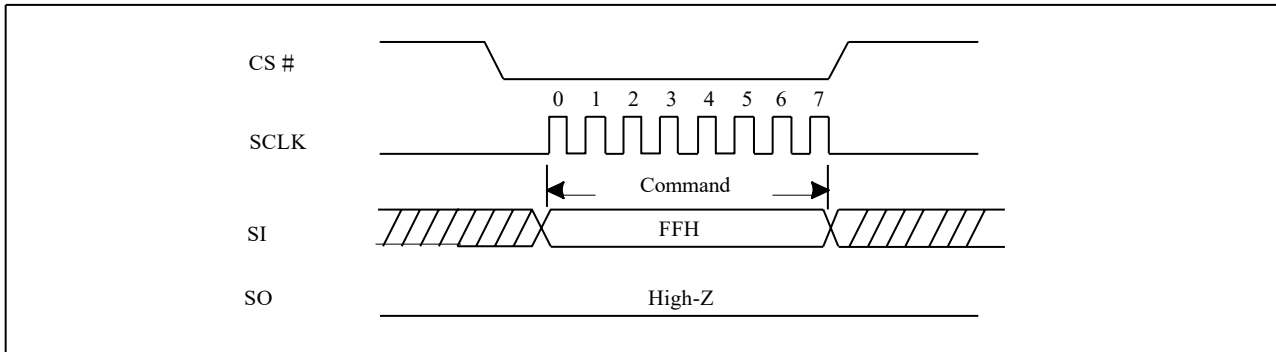 CS #
0 1 2 3 4 5 6 7
SCLK
Command
SI
FFH
SO
High-Z